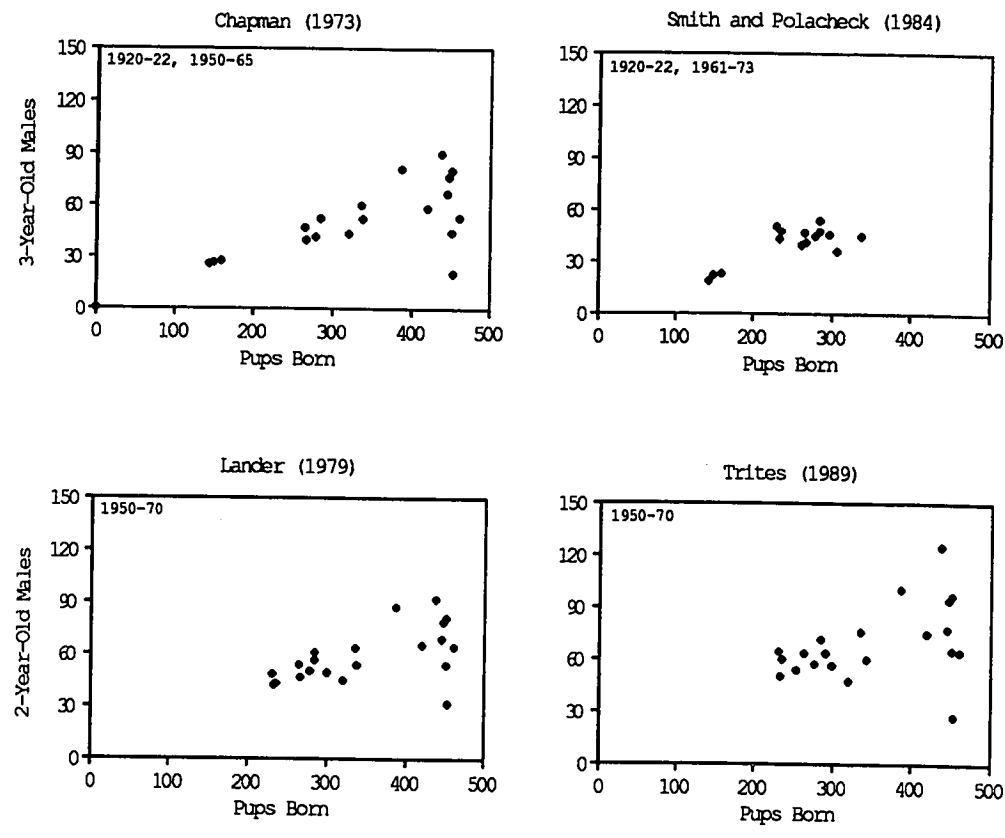 Chapman (1973)
1920-22, 1950-65
150
120
90
60
30
0
3-Year-Old Males
0 100 200 300 400 500
Pups Born
Smith and Polacheck (1984)
1920-22, 1961-73
150
120
90
60
30
0
0 100 200 300 400 500
Pups Born
Lander (1979)
1950-70
150
120
90
60
30
0
2-Year-Old Males
0 100 200 300 400 500
Pups Born
Trites (1989)
1950-70
150
120
90
60
30
0
0 100 200 300 400 500
Pups Born